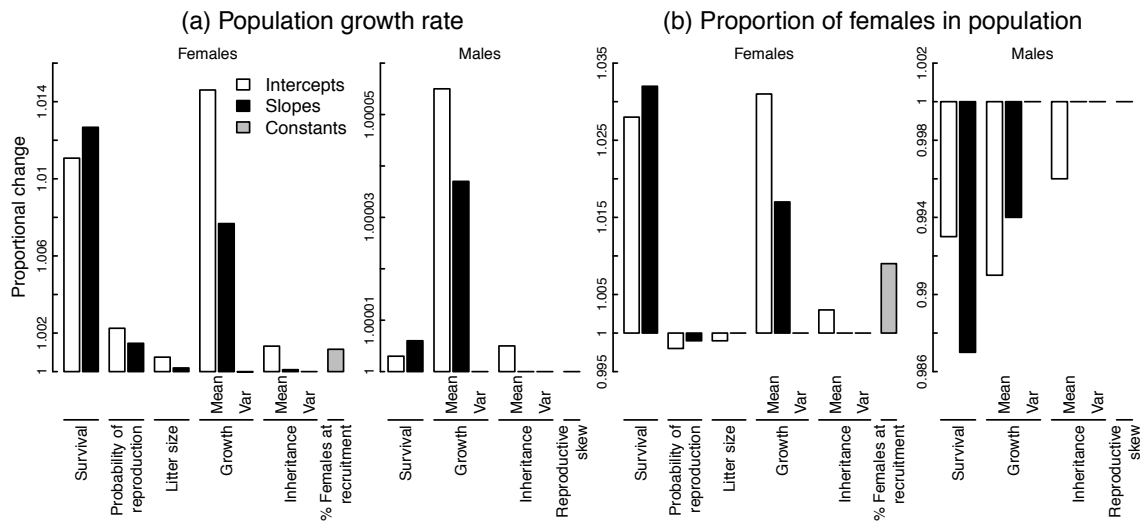 (a) Population growth rate
Females
Males
Intercepts
Slopes
Constants
Proportional change
1.014
1.01
1.006
1.002
1
1.00005
1.00003
1.00001
1
Mean
Var
Mean
Var
Survival
Probability of
reproduction
Litter size
Growth
Inheritance
% Females at
recruitment
Mean
Var
Mean
Var
Survival
Growth
Inheritance
Reproductive
skew
(b) Proportion of females in population
Females
Males
1.035
1.025
1.015
1.005
1
0.995
1.002
1
0.998
0.994
0.99
0.986
Mean
Var
Mean
Var
Survival
Probability of
reproduction
Litter size
Growth
Inheritance
% Females at
recruitment
Mean
Var
Mean
Var
Survival
Growth
Inheritance
Reproductive
skew